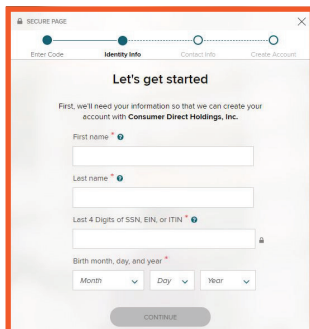 SECURE PAGE
Enter Code Identity Info Contact Info Create Account
Let's get started
First, we'll need your information so that we can create your
account with Consumer Direct Holdings, Inc.
First name *
Last name *
Last 4 Digits of SSN, EIN, or ITIN *
Birth month, day, and year *
Month Day Year
CONTINUE